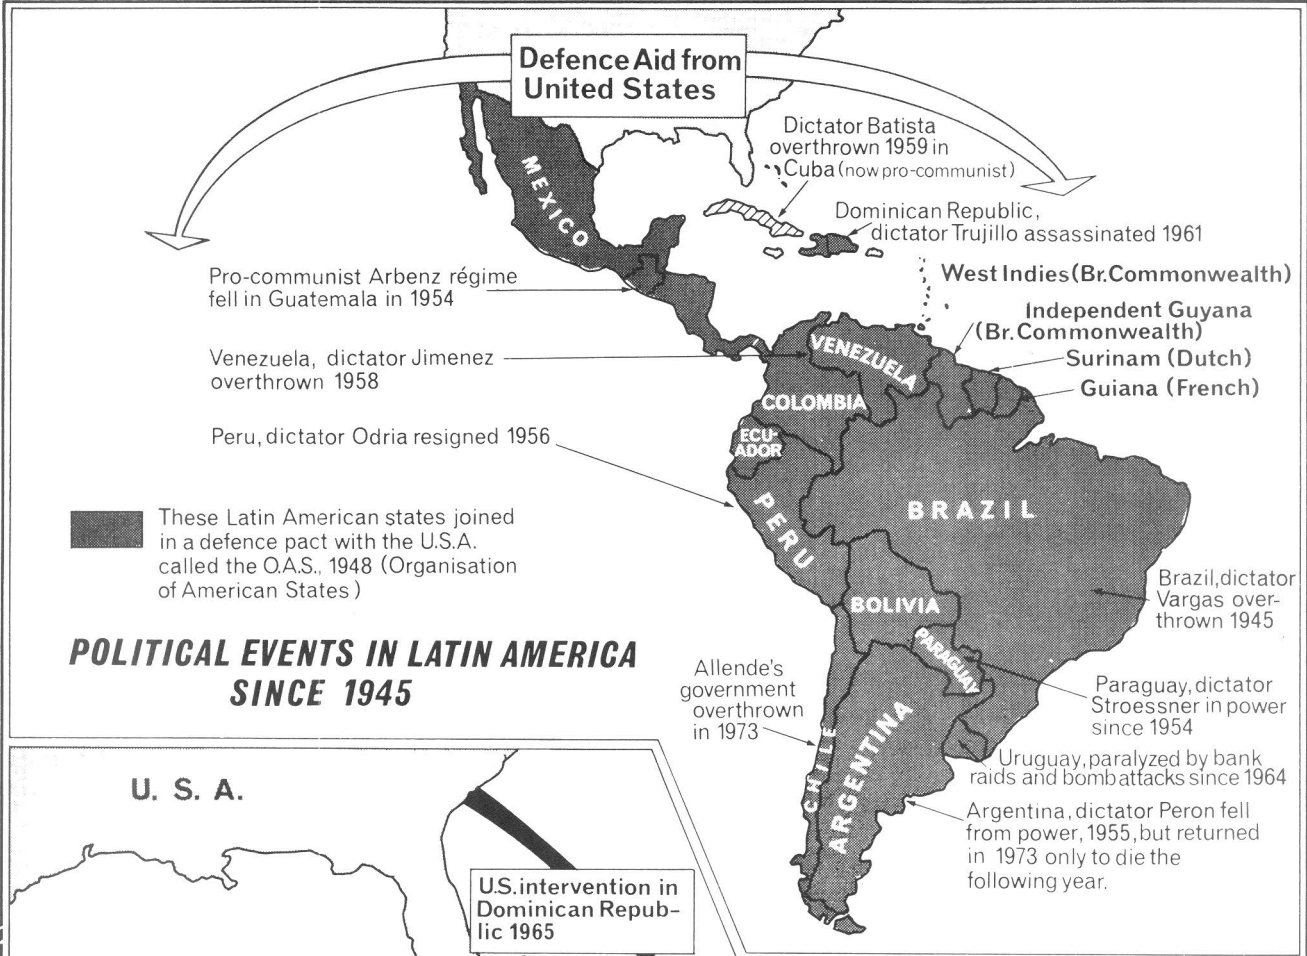 Defence Aid from
United States
Dictator Batista
overthrown 1959 in
Cuba (now pro-communist)
Dominican Republic,
dictator Trujillo assassinated 1961
MEXICO
Pro-communist Arbenz régime
fell in Guatemala in 1954
West Indies (Br. Commonwealth)
Independent Guyana
(Br. Commonwealth)
Surinam (Dutch)
Guiana (French)
Venezuela, dictator Jimenez
overthrown 1958
VENEZUELA
COLOMBIA
Peru, dictator Odria resigned 1956
ECU-
ADOR
PERU
BRAZIL
These Latin American states joined
in a defence pact with the U.S.A.
called the O.A.S., 1948 (Organisation
of American States)
BOLIVIA
Brazil, dictator
Vargas over-
thrown 1945
PARAGUAY
POLITICAL EVENTS IN LATIN AMERICA
SINCE 1945
Allende's
government
overthrown
in 1973
Paraguay, dictator
Stroessner in power
since 1954
CHILE
ARGENTINA
Uruguay, paralyzed by bank
raids and bomb attacks since 1964
Argentina, dictator Peron fell
from power, 1955, but returned
in 1973 only to die the
following year.
U. S. A.
U.S. intervention in
Dominican Repub-
lic 1965